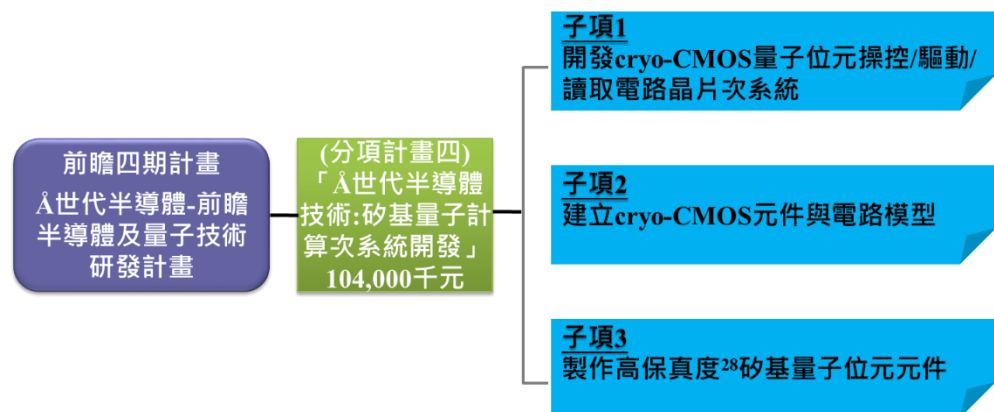 前瞻四期計畫
Å世代半導體-前瞻
半導體及量子技術
研發計畫
(分項計畫四)
「Å世代半導體
技術:矽基量子計
算次系統開發」
104,000千元
子項1
開發cryo-CMOS量子位元操控/驅動/
讀取電路晶片次系統
子項2
建立cryo-CMOS元件與電路模型
子項3
製作高保真度²⁸矽基量子位元元件